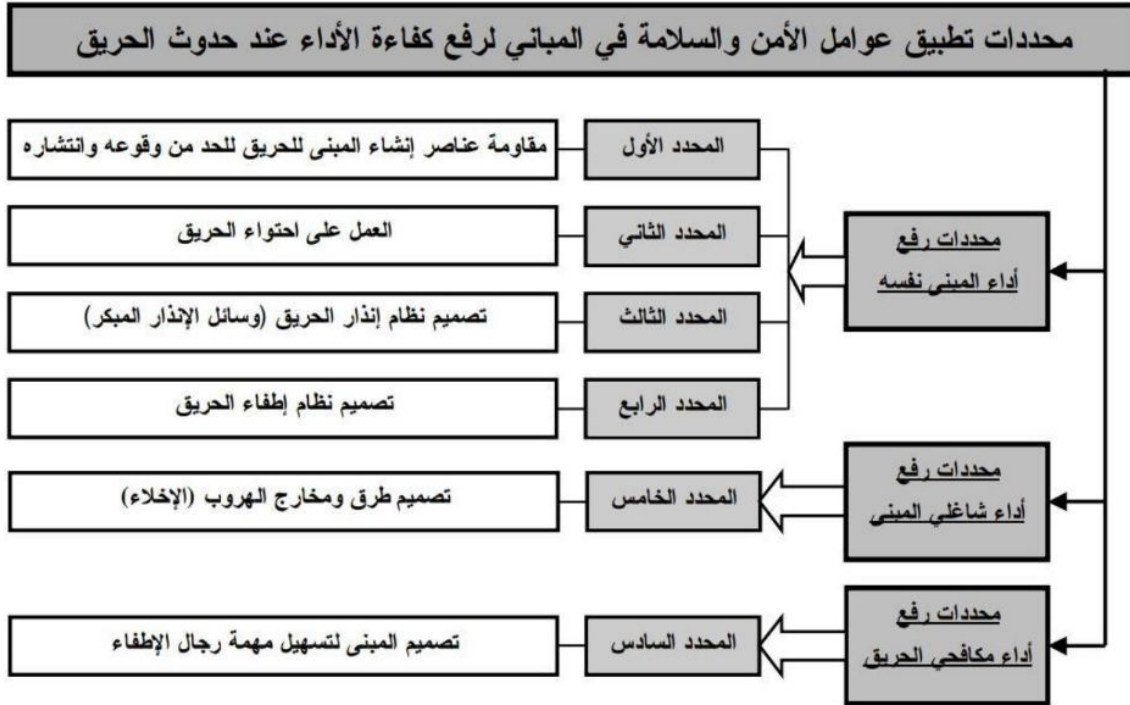 محددات تطبيق عوامل الأمن والسلامة في المباني لرفع كفاءة الأداء عند حدوث الحريق
محددات رفع
أداء المبنى نفسه
المحدد الأول
مقاومة عناصر إنشاء المبنى للحريق للحد من وقوعه وانتشاره
المحدد الثاني
العمل على احتواء الحريق
المحدد الثالث
تصميم نظام إنذار الحريق (وسائل الإنذار المبكر)
المحدد الرابع
تصميم نظام إطفاء الحريق
محددات رفع
أداء شاغلي المبنى
المحدد الخامس
تصميم طرق ومخارج الهروب (الإخلاء)
محددات رفع
أداء مكافحي الحريق
المحدد السادس
تصميم المبنى لتسهيل مهمة رجال الإطفاء